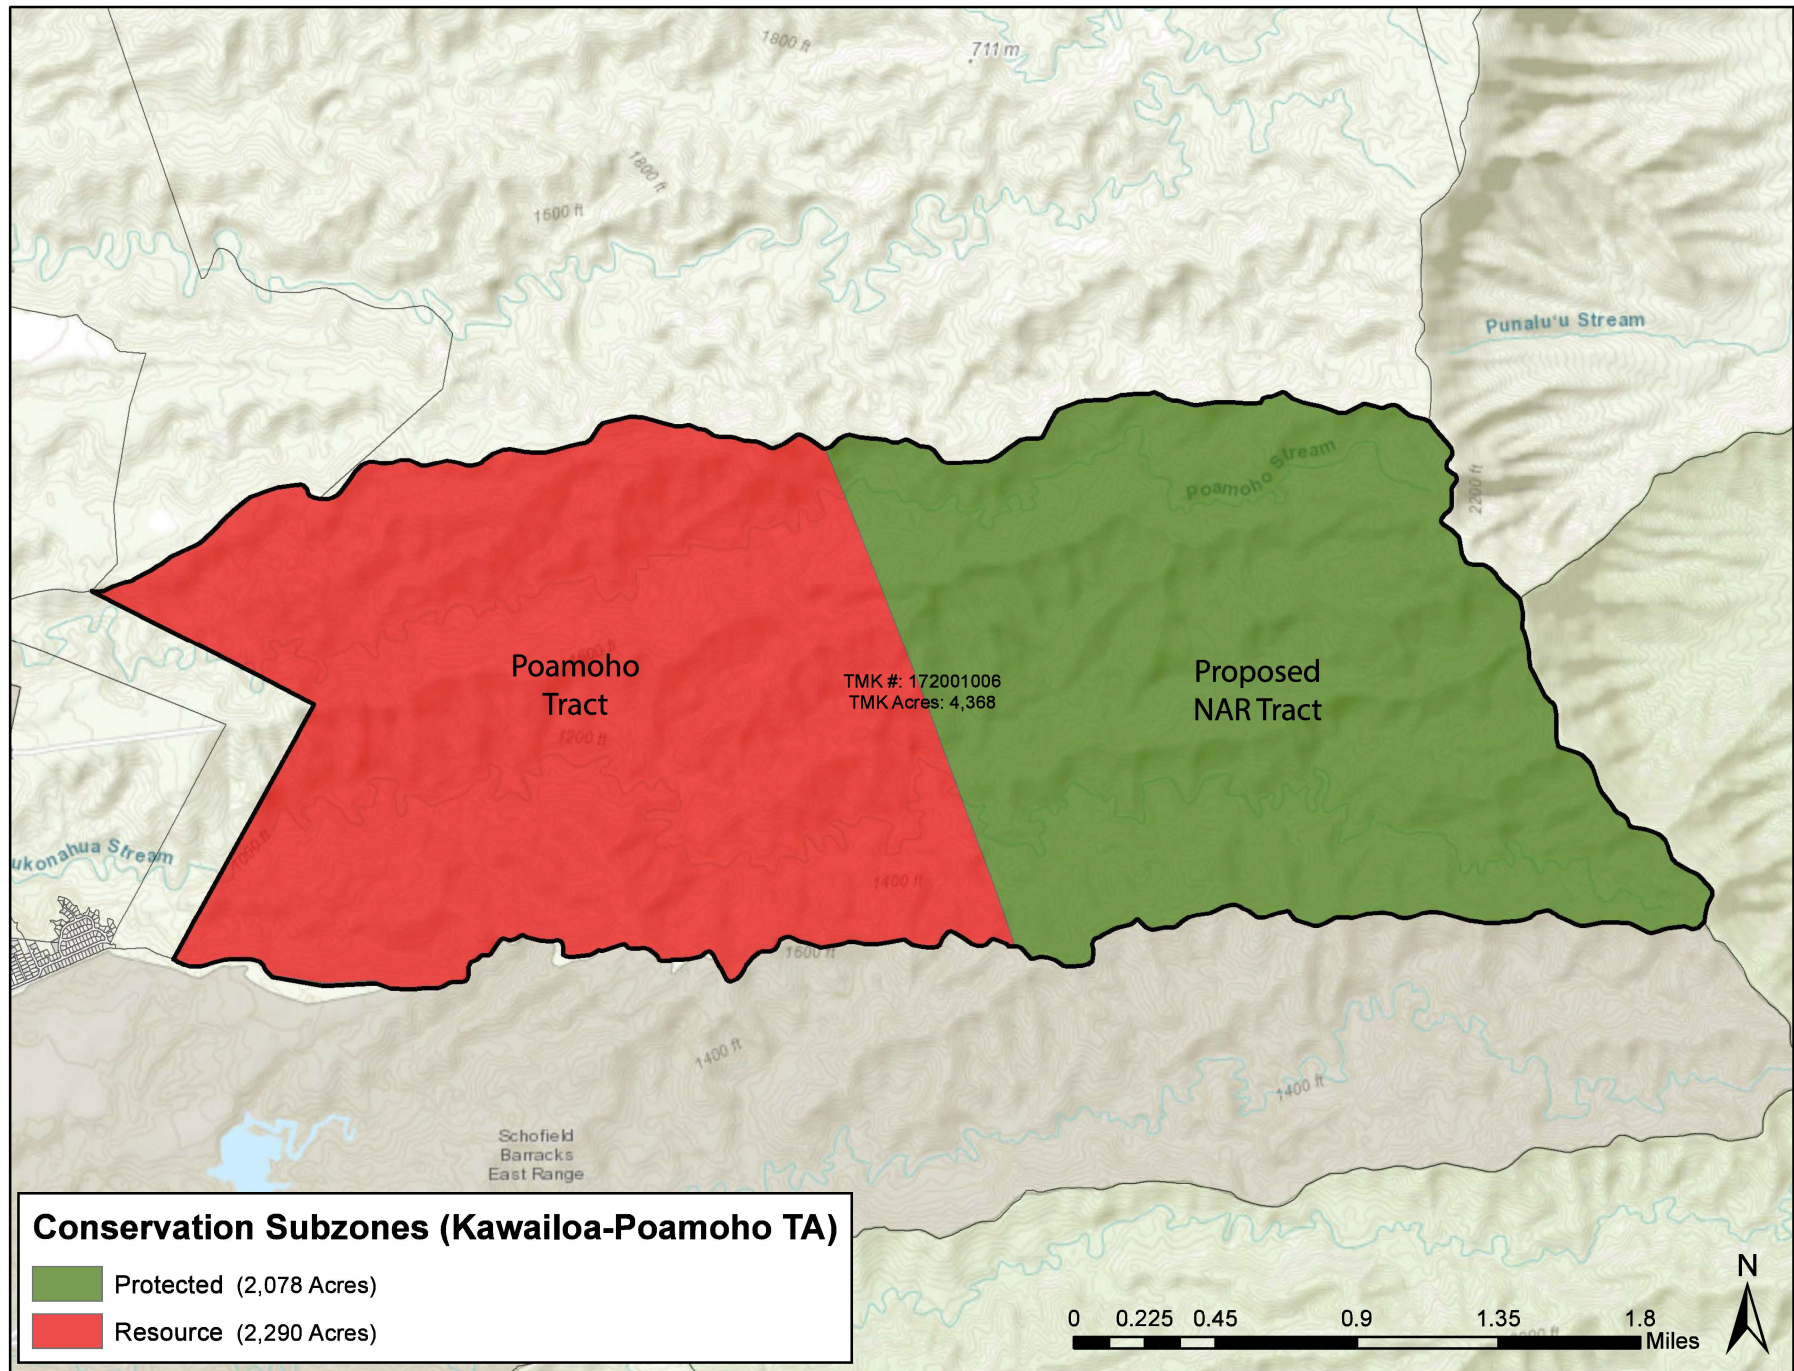 1800 ft
711 m
1800 ft
1600 ft
Punalu'u Stream
Poamoho Stream
2200 ft
1600 ft
Poamoho
Tract
TMK #: 172001006
TMK Acres: 4,368
Proposed
NAR Tract
1200 ft
ukonahua Stream
1400 ft
1600 ft
1400 ft
1400 ft
Schofield
Barracks
East Range
Conservation Subzones (Kawailoa-Poamoho TA)
Protected (2,078 Acres)
Resource (2,290 Acres)
N
0 0.225 0.45 0.9 1.35 1.8
Miles